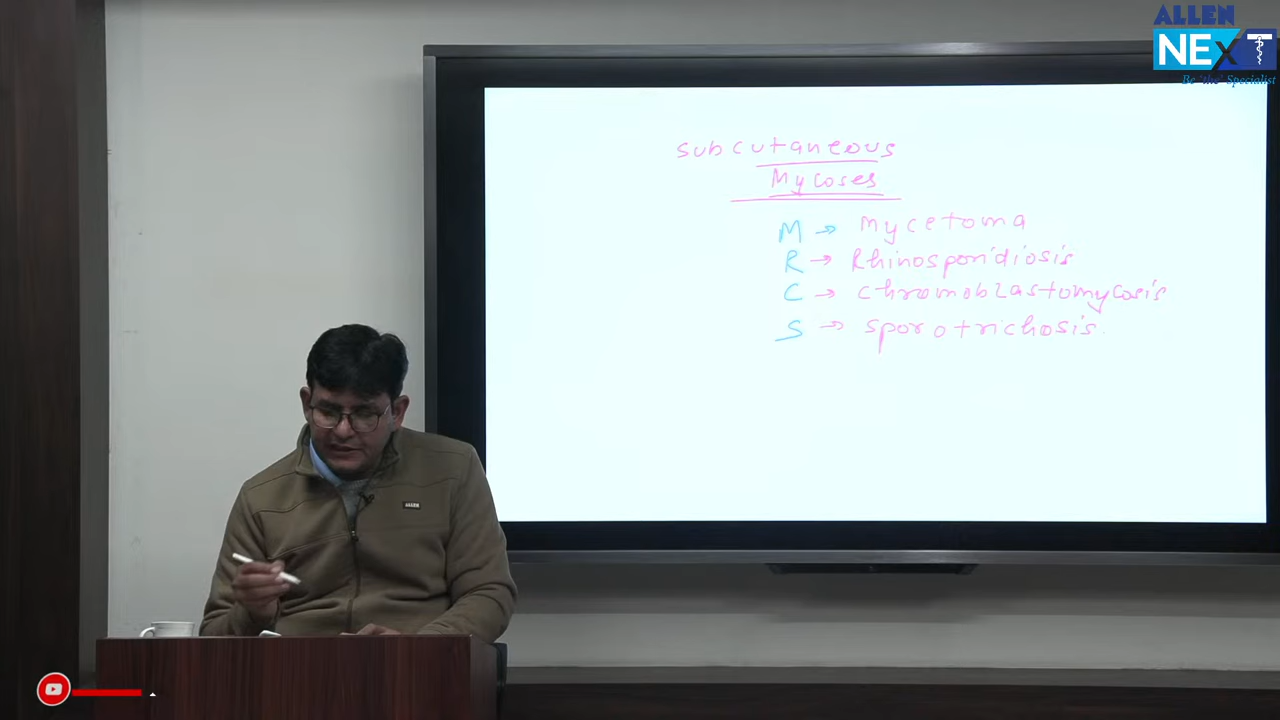 ALLEN
NExT
Be 'the' Specialist
subcutaneous
Mycoses
M → Mycetoma
R → Rhinosporidiosis
C → chromoblastomycosis
S → sporotrichosis.
ALLEN